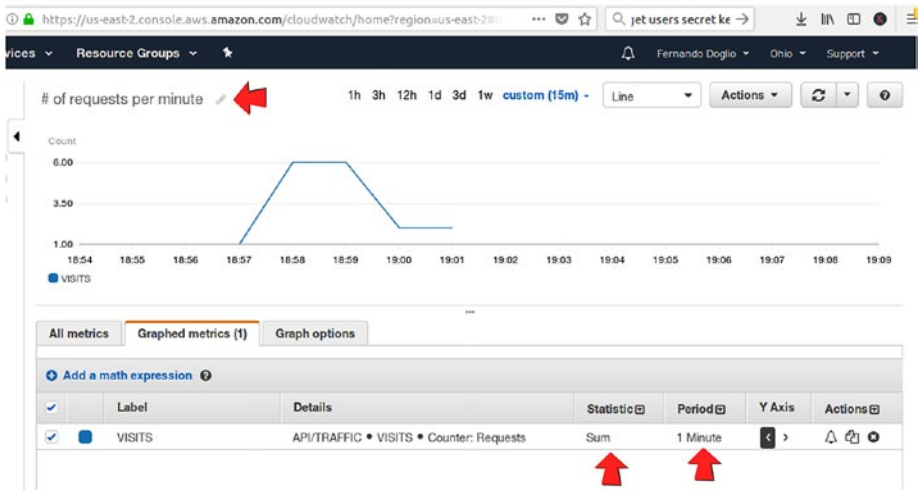 https://us-east-2.console.aws.amazon.com/cloudwatch/home?region=us-east-2#
jet users secret ke
vices Resource Groups Fernando Doglio Ohio Support
# of requests per minute 1h 3h 12h 1d 3d 1w custom (15m) Line Actions
Count
6.00
3.50
1.00
18:54 18:55 18:56 18:57 18:58 18:59 19:00 19:01 19:02 19:03 19:04 19:05 19:06 19:07 19:08 19:09
VISITS
All metrics Graphed metrics (1) Graph options
Add a math expression
Label Details Statistic Period Y Axis Actions
VISITS API/TRAFFIC • VISITS • Counter: Requests Sum 1 Minute